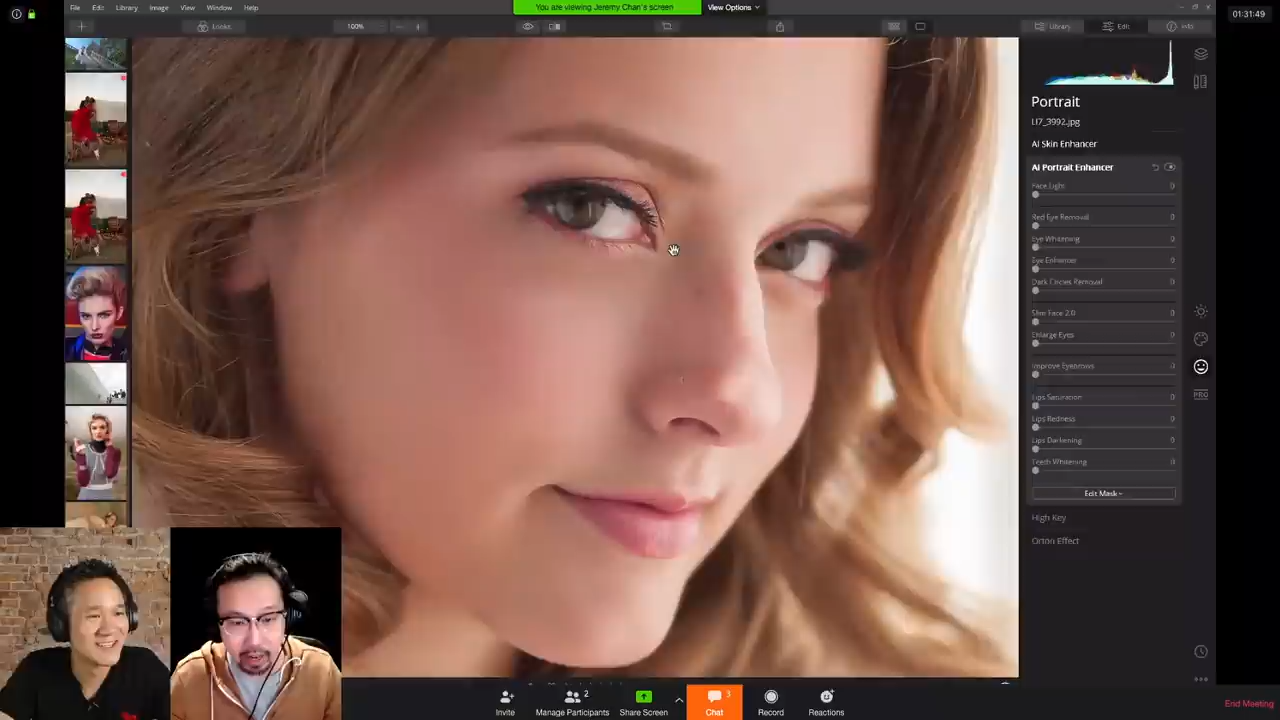 You are viewing Jeremy Chan's screen
View Options
01:31:49
File Edit Library Image View Window Help
Looks
100%
Library
Edit
Info
Portrait
LI7_3992.jpg
AI Skin Enhancer
AI Portrait Enhancer
Face Light 0
Red Eye Removal 0
Eye Whitening 0
Eye Enhancer 0
Dark Circles Removal 0
Slim Face 2.0 0
Enlarge Eyes 0
Improve Eyebrows 0
Lips Saturation 0
Lips Redness 0
Lips Darkening 0
Teeth Whitening 0
Edit Mask
High Key
Orton Effect
PRO
Invite
2
Manage Participants
Share Screen
3
Chat
Record
Reactions
End Meeting